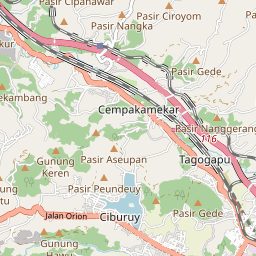 Pasir Cipanawar
Pasir Ciroyom
Pasir Nangka
Pasir Gede
Cempakamekar
Pasir Nanggerang
116
Pasir Aseupan
Tagogapu
Gunung
Keren
Pasir Peundeuy
Jalan Orion
Ciburuy
Pasir Gede
Gunung